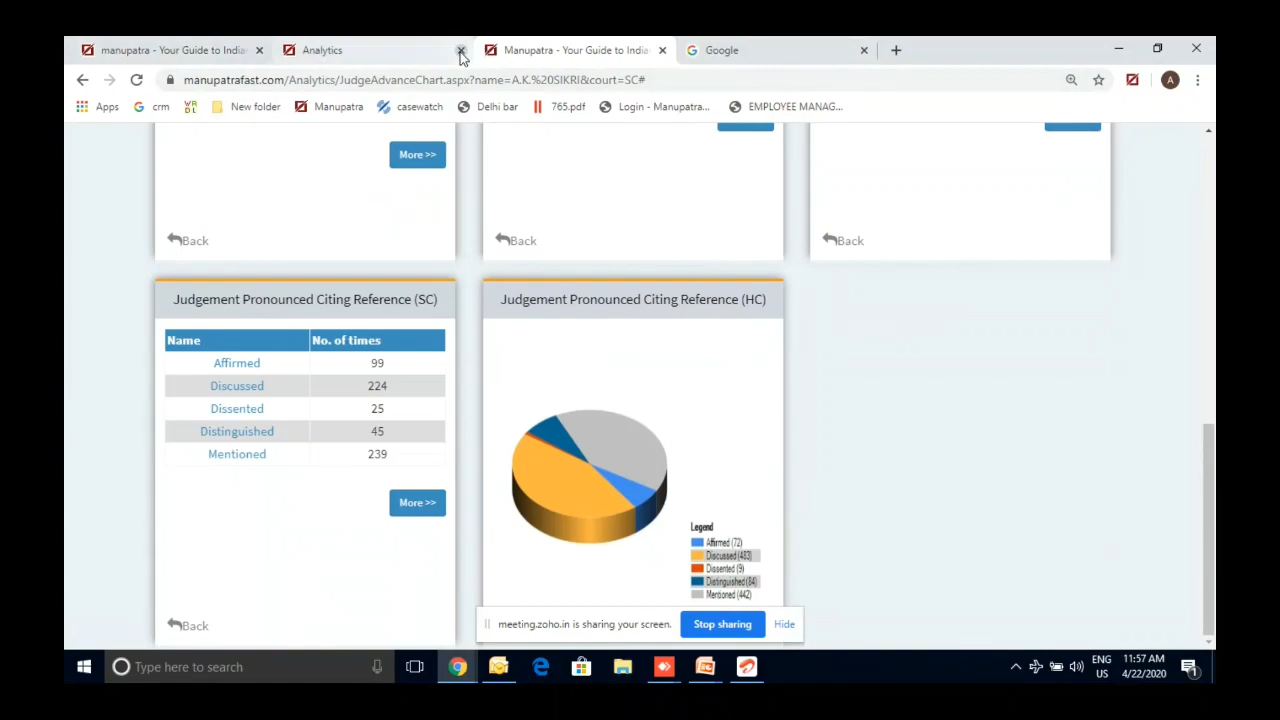 manupatra - Your Guide to India
Analytics
Manupatra - Your Guide to India
Google
manupatrafast.com/Analytics/JudgeAdvanceChart.aspx?name=A.K.%20SIKRI&court=SC#
A
Apps
crm
New folder
Manupatra
casewatch
Delhi bar
765.pdf
Login - Manupatra...
EMPLOYEE MANAG...
More >>
Back
Back
Back
Judgement Pronounced Citing Reference (SC)
Name No. of times
Affirmed 99
Discussed 224
Dissented 25
Distinguished 45
Mentioned 239
More >>
Back
Judgement Pronounced Citing Reference (HC)
Legend
Affirmed (72)
Discussed (483)
Dissented (9)
Distinguished (84)
Mentioned (442)
meeting.zoho.in is sharing your screen.
Stop sharing
Hide
Type here to search
ENG
US
11:57 AM
4/22/2020
1